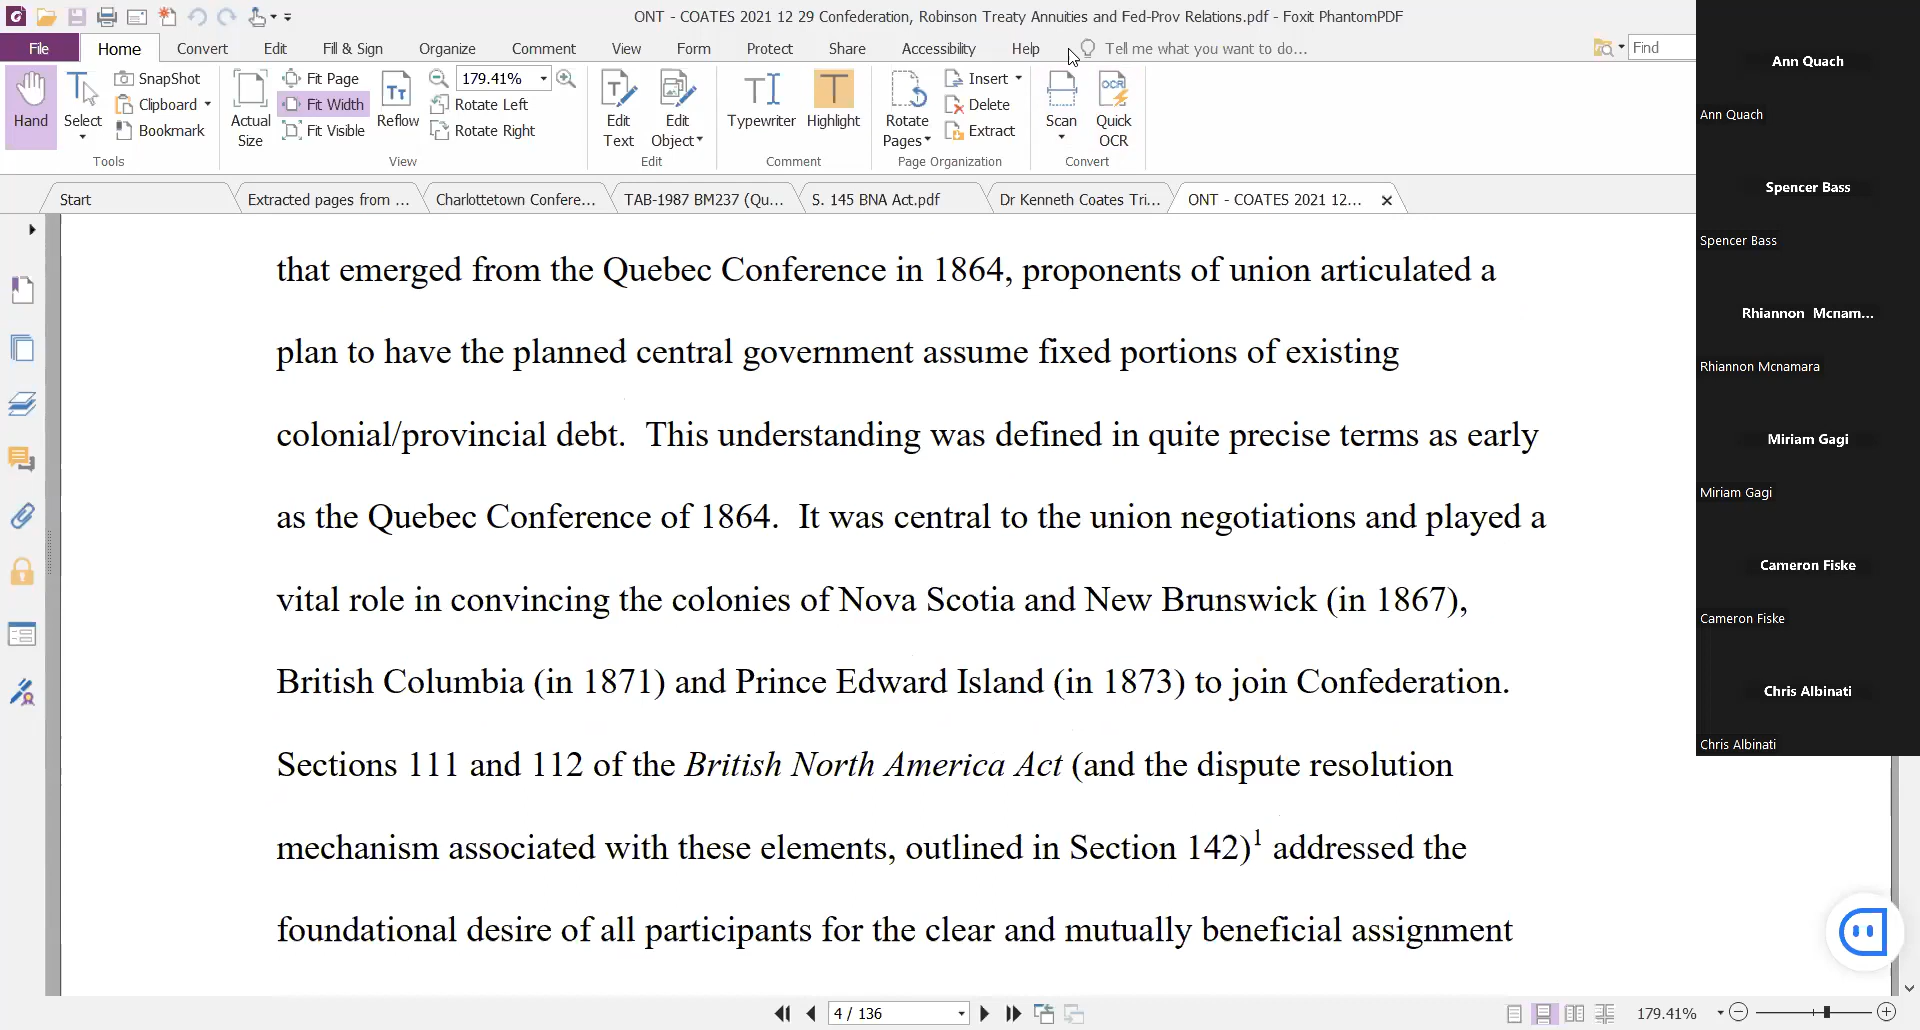 ONT - COATES 2021 12 29 Confederation, Robinson Treaty Annuities and Fed-Prov Relations.pdf - Foxit PhantomPDF
File Home Convert Edit Fill & Sign Organize Comment View Form Protect Share Accessibility Help Tell me what you want to do... Find
Hand
Select
SnapShot
Clipboard
Bookmark
Tools
Actual Size
Fit Page
Fit Width
Fit Visible
Reflow
179.41%
Rotate Left
Rotate Right
View
Edit Text
Edit Object
Edit
Typewriter
Highlight
Comment
Rotate Pages
Insert
Delete
Extract
Page Organization
Scan
OCR
Quick OCR
Convert
Start
Extracted pages from ...
Charlottetown Confere...
TAB-1987 BM237 (Qu...
S. 145 BNA Act.pdf
Dr Kenneth Coates Tri...
ONT - COATES 2021 12...
that emerged from the Quebec Conference in 1864, proponents of union articulated a
plan to have the planned central government assume fixed portions of existing
colonial/provincial debt. This understanding was defined in quite precise terms as early
as the Quebec Conference of 1864. It was central to the union negotiations and played a
vital role in convincing the colonies of Nova Scotia and New Brunswick (in 1867),
British Columbia (in 1871) and Prince Edward Island (in 1873) to join Confederation.
Sections 111 and 112 of the British North America Act (and the dispute resolution
mechanism associated with these elements, outlined in Section 142)1 addressed the
foundational desire of all participants for the clear and mutually beneficial assignment
4 / 136
179.41%
Ann Quach
Ann Quach
Spencer Bass
Spencer Bass
Rhiannon Mcnam...
Rhiannon Mcnamara
Miriam Gagi
Miriam Gagi
Cameron Fiske
Cameron Fiske
Chris Albinati
Chris Albinati